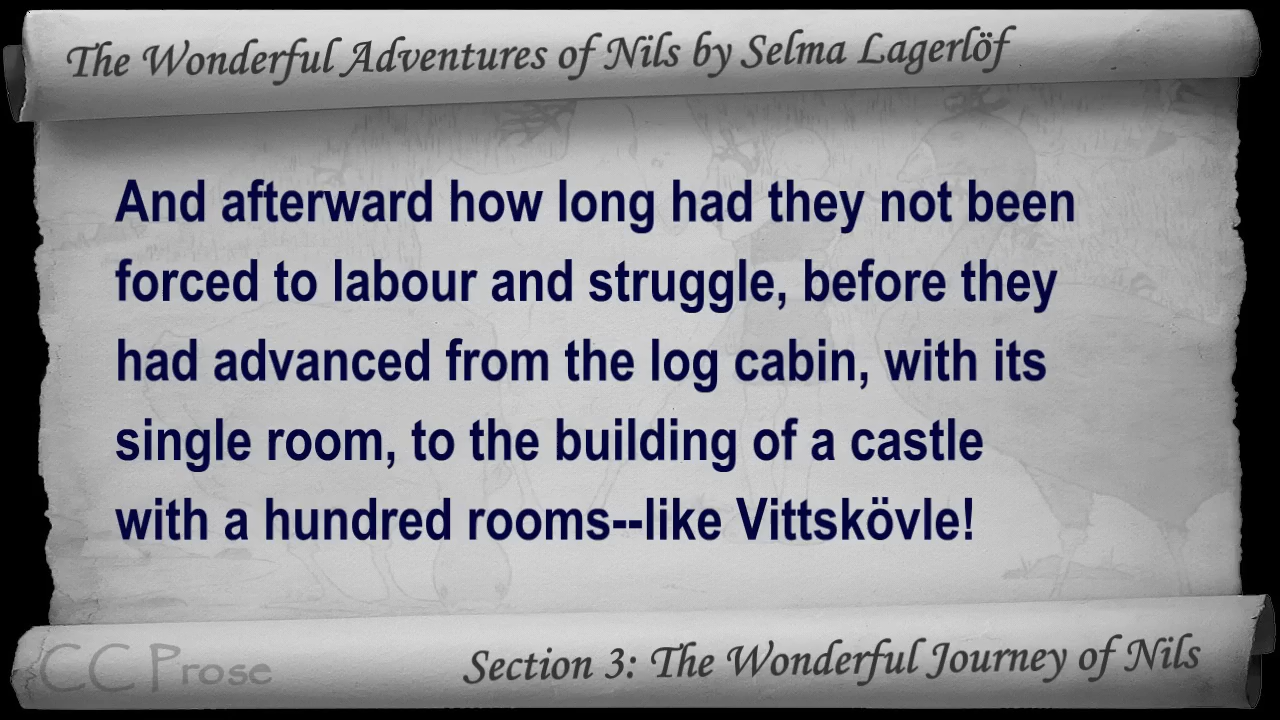 The Wonderful Adventures of Nils by Selma Lagerlöf
And afterward how long had they not been
forced to labour and struggle, before they
had advanced from the log cabin, with its
single room, to the building of a castle
with a hundred rooms--like Vittskövle!
CC Prose
Section 3: The Wonderful Journey of Nils